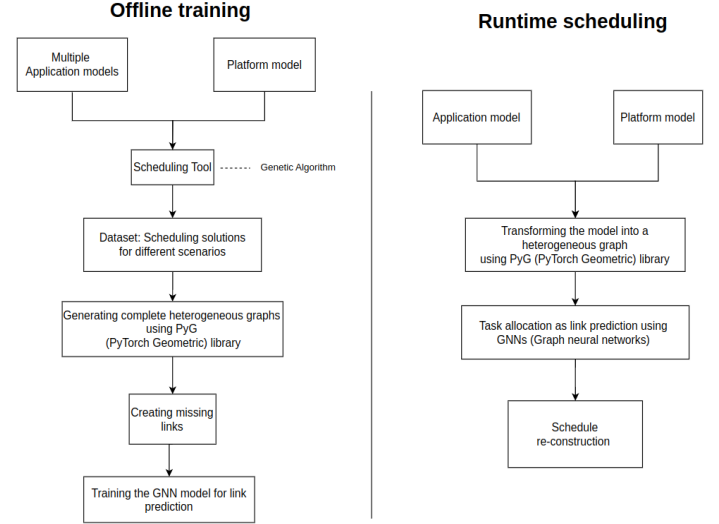 Offline training
Multiple
Application models
Platform model
Scheduling Tool
Genetic Algorithm
Dataset: Scheduling solutions
for different scenarios
Generating complete heterogeneous graphs
using PyG
(PyTorch Geometric) library
Creating missing
links
Training the GNN model for link
prediction
Runtime scheduling
Application model
Platform model
Transforming the model into a
heterogeneous graph
using PyG (PyTorch Geometric) library
Task allocation as link prediction using
GNNs (Graph neural networks)
Schedule
re-construction